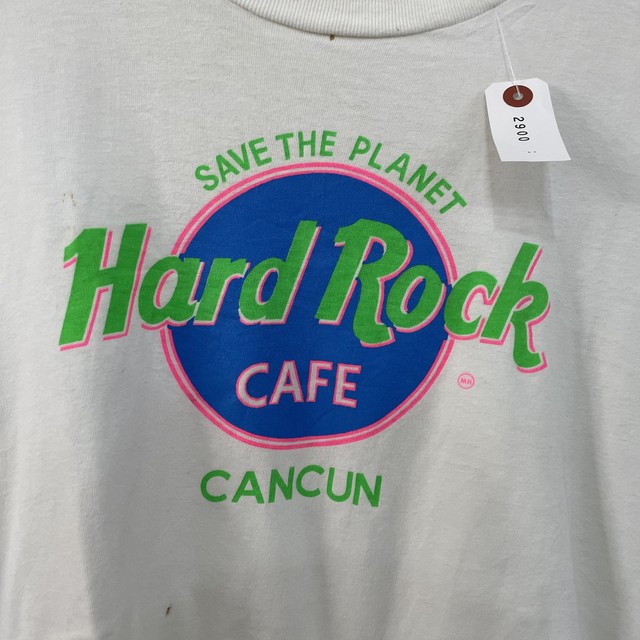 SAVE THE PLANET
Hard Rock
CAFE
MR
CANCUN
2900